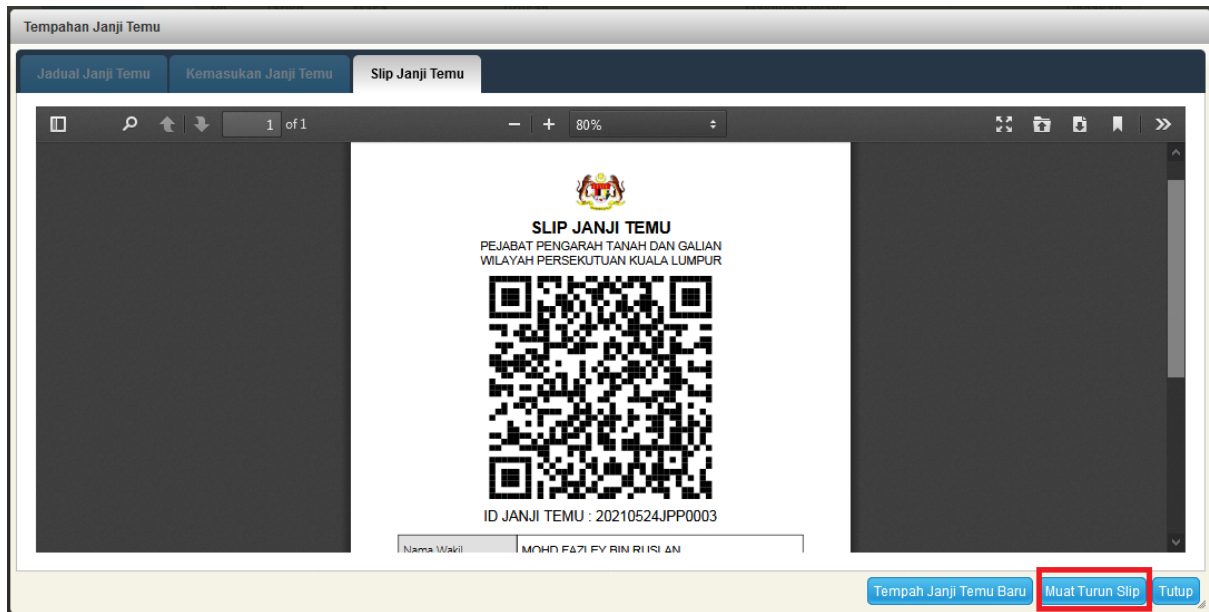 Tempahan Janji Temu
Jadual Janji Temu Kemasukan Janji Temu Slip Janji Temu
1 of 1 80%
SLIP JANJI TEMU
PEJABAT PENGARAH TANAH DAN GALIAN
WILAYAH PERSEKUTUAN KUALA LUMPUR
ID JANJI TEMU : 20210524JPP0003
Nama Wakil MOHD FAZLEY BIN RUSLAN
Tempah Janji Temu Baru Muat Turun Slip Tutup